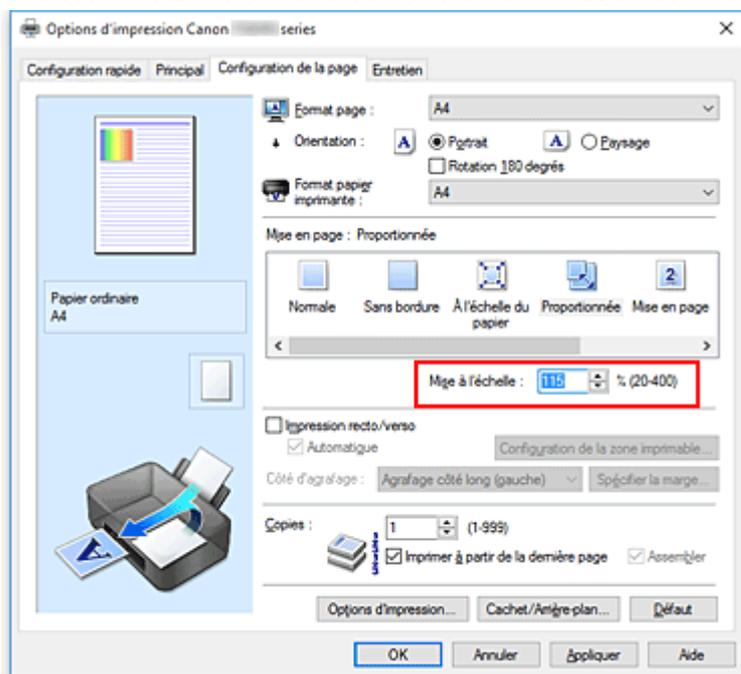 Options d'impression Canon series
Configuration rapide Principal Configuration de la page Entretien
Format page : A4
Orientation : A Portrait A Paysage
Rotation 180 degrés
Format papier imprimante : A4
Mise en page : Proportionnée
Normale Sans bordure À l'échelle du papier Proportionnée Mise en page
Papier ordinaire
A4
Mise à l'échelle : 115 % (20-400)
Impression recto/verso
Automatique Configuration de la zone imprimable...
Côté d'agrafage : Agrafage côté long (gauche) Spécifier la marge...
Copies : 1 (1-999)
Imprimer à partir de la dernière page Assembler
Options d'impression... Cachet/Arrière-plan... Défaut
OK Annuler Appliquer Aide